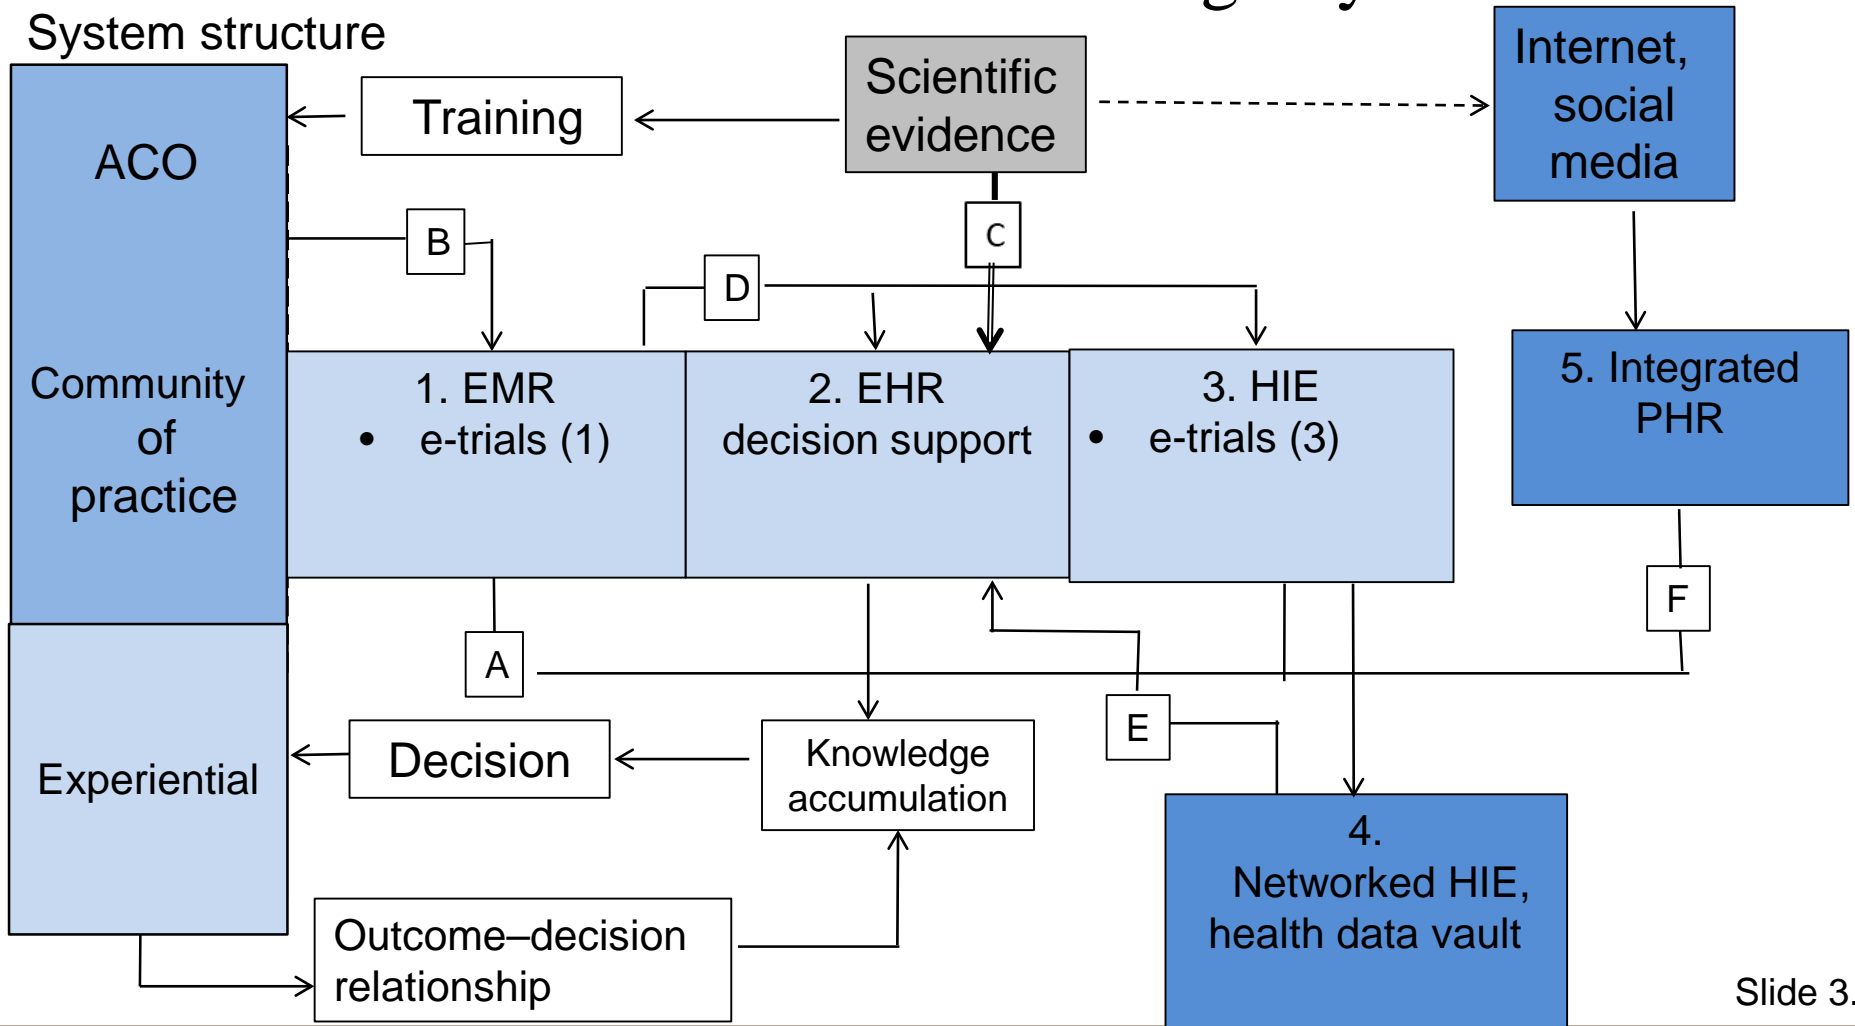 System structure
Scientific
evidence
Internet,
social
media
Training
ACO
B
C
D
Community
of
practice
1. EMR
• e-trials (1)
2. EHR
decision support
3. HIE
• e-trials (3)
5. Integrated
PHR
F
A
E
Experiential
Decision
Knowledge
accumulation
4.
Networked HIE,
health data vault
Outcome–decision
relationship
Slide 3.